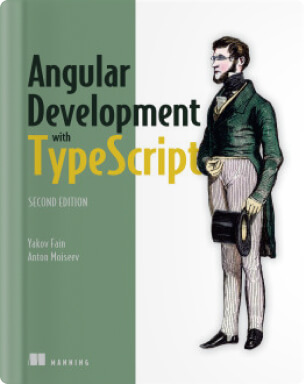 Angular
Development
with
TypeScript
SECOND EDITION
Yakov Fain
Anton Moiseev
MANNING